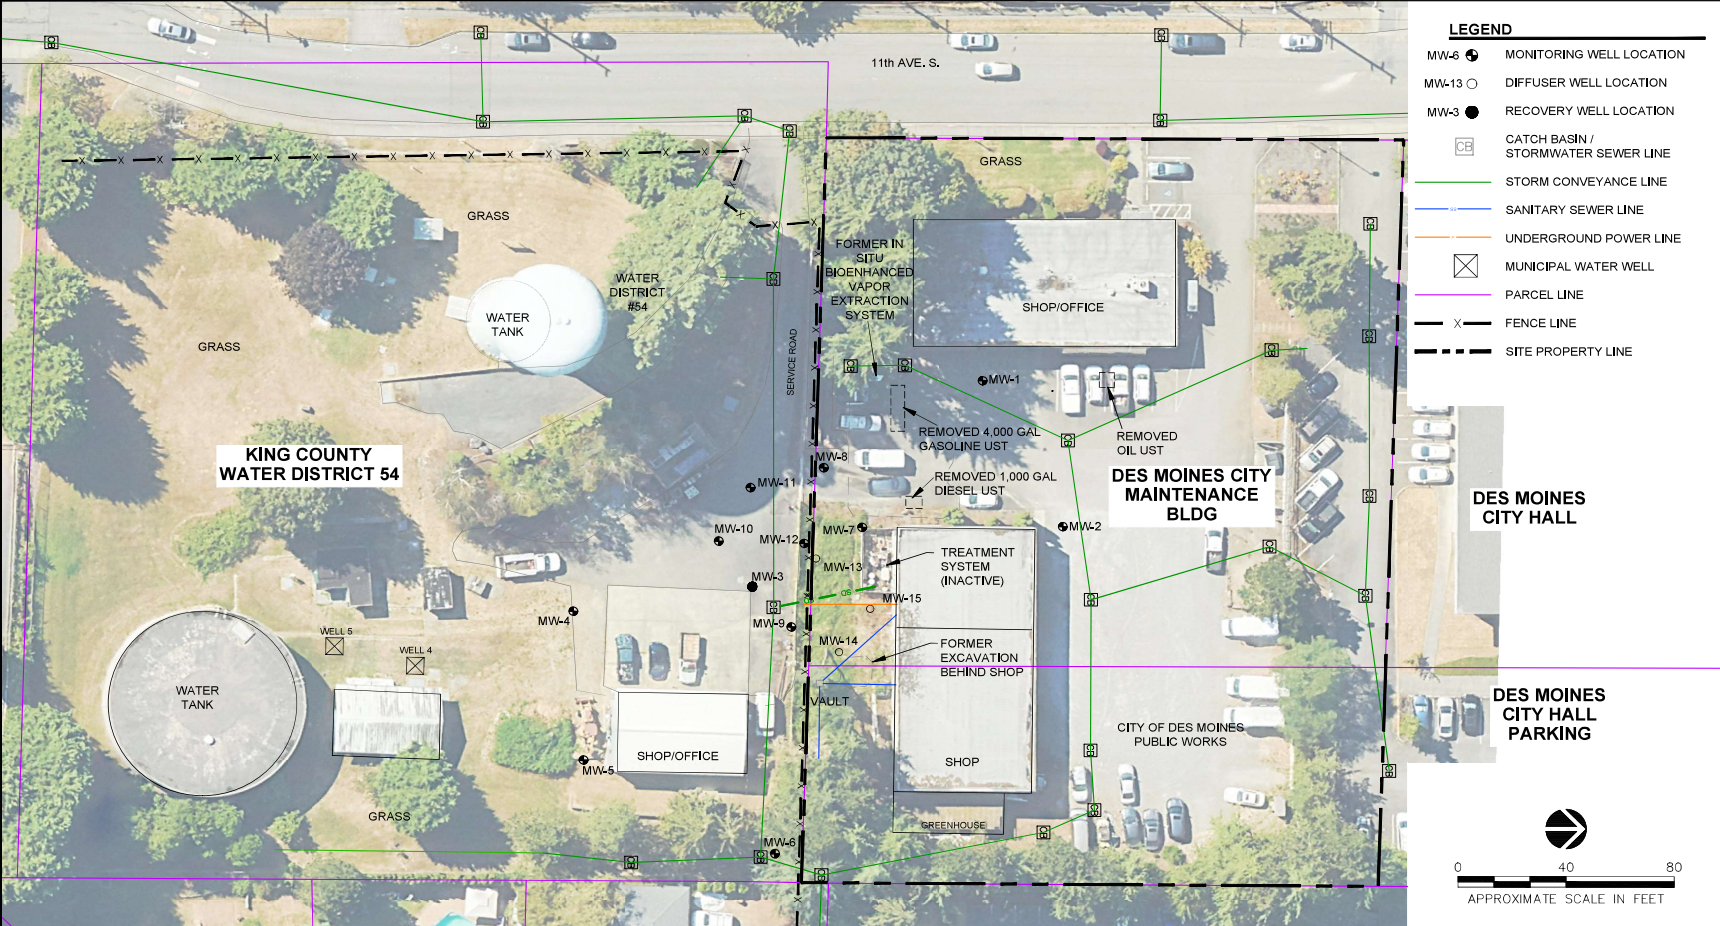 11th AVE. S.
GRASS
GRASS
FORMER IN
SITU
BIOENHANCED
VAPOR
EXTRACTION
SYSTEM
WATER
DISTRICT
#54
WATER
TANK
SHOP/OFFICE
GRASS
SERVICE ROAD
MW-1
REMOVED 4,000 GAL
GASOLINE UST
REMOVED
OIL UST
KING COUNTY
WATER DISTRICT 54
MW-8
MW-11
REMOVED 1,000 GAL
DIESEL UST
DES MOINES CITY
MAINTENANCE
BLDG
DES MOINES
CITY HALL
MW-10
MW-7
MW-12
MW-2
MW-13
TREATMENT
SYSTEM
(INACTIVE)
MW-3
MW-15
MW-4
MW-9
MW-14
WELL 5
WELL 4
FORMER
EXCAVATION
BEHIND SHOP
WATER
TANK
VAULT
DES MOINES
CITY HALL
PARKING
CITY OF DES MOINES
PUBLIC WORKS
SHOP/OFFICE
SHOP
MW-5
GRASS
GREENHOUSE
MW-6
LEGEND
MW-6 MONITORING WELL LOCATION
MW-13 DIFFUSER WELL LOCATION
MW-3 RECOVERY WELL LOCATION
CB CATCH BASIN /
STORMWATER SEWER LINE
STORM CONVEYANCE LINE
SANITARY SEWER LINE
UNDERGROUND POWER LINE
MUNICIPAL WATER WELL
PARCEL LINE
X FENCE LINE
SITE PROPERTY LINE
0 40 80
APPROXIMATE SCALE IN FEET